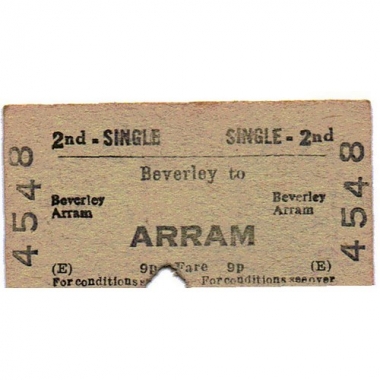 2nd - SINGLE SINGLE - 2nd
Beverley to
Beverley Beverley
Arram Arram
ARRAM
(E) 9p Fare 9p (E)
For conditions see over For conditions see over
4548 4548